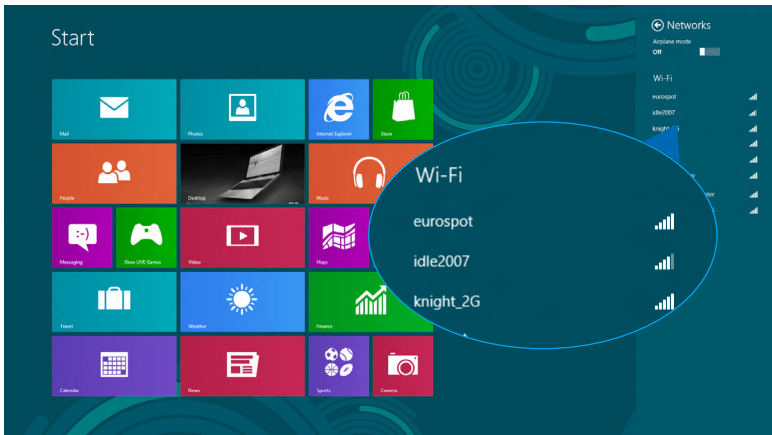 Start
Networks
Airplane mode
Off
Wi-Fi
eurospot
idle2007
Mail
Photos
Internet Explorer
Store
People
Desktop
Music
Messaging
Xbox LIVE Games
Video
Maps
Travel
Weather
Finance
Calendar
News
Sports
Camera
Wi-Fi
eurospot
idle2007
knight_2G